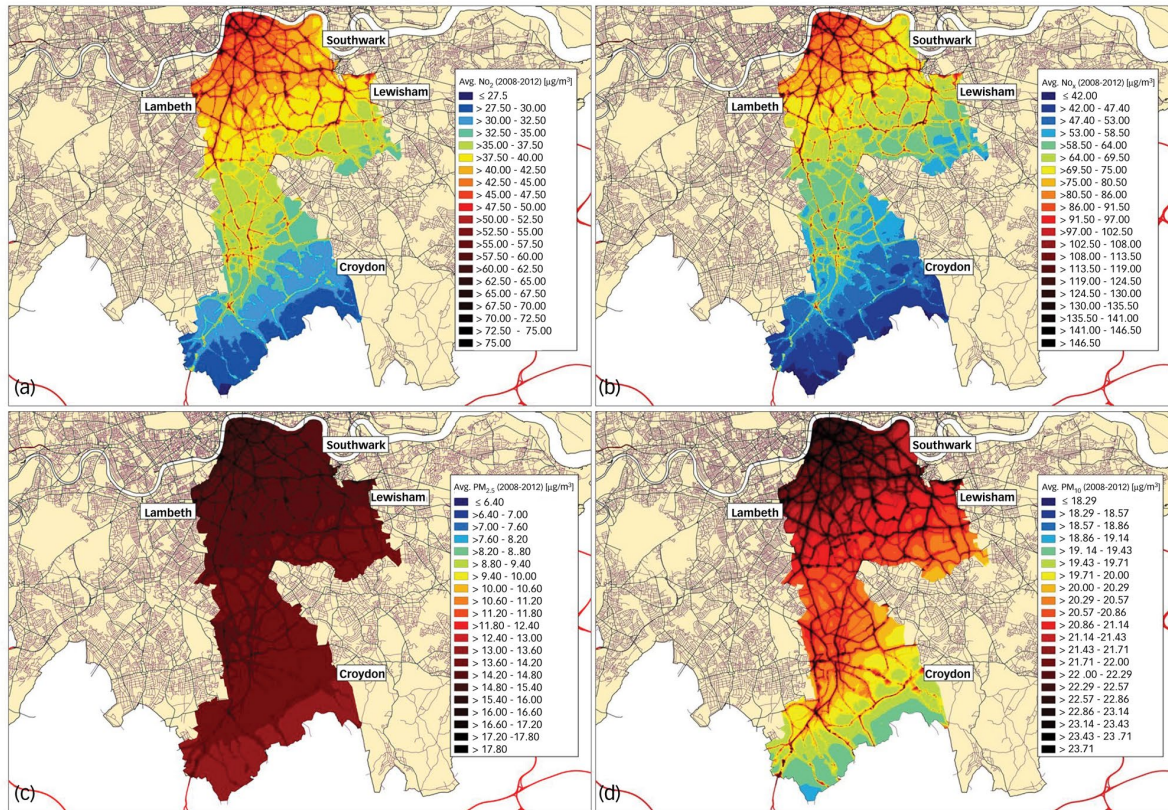 Southwark
Lambeth
Lewisham
Croydon
Avg. No₂ (2008-2012) [µg/m³]
≤ 27.5
> 27.50 - 30.00
> 30.00 - 32.50
> 32.50 - 35.00
>35.00 - 37.50
> 37.50 - 40.00
> 40.00 - 42.50
> 42.50 - 45.00
> 45.00 - 47.50
> 47.50 - 50.00
>50.00 - 52.50
>52.50 - 55.00
>55.00 - 57.50
>57.50 - 60.00
>60.00 - 62.50
> 62.50 - 65.00
> 65.00 - 67.50
> 67.50 - 70.00
> 70.00 - 72.50
> 72.50 - 75.00
> 75.00
(a)
Southwark
Lambeth
Lewisham
Croydon
Avg. Noₓ (2008-2012) [µg/m³]
≤ 42.00
> 42.00 - 47.40
> 47.40 - 53.00
> 53.00 - 58.50
>58.50 - 64.00
> 64.00 - 69.50
>69.50 - 75.00
> 75.00 - 80.50
>80.50 - 86.00
> 86.00 - 91.50
> 91.50 - 97.00
>97.00 - 102.50
> 102.50 - 108.00
> 108.00 - 113.50
> 113.50 - 119.00
> 119.00 - 124.50
> 124.50 - 130.00
> 130.00 - 135.50
>135.50 - 141.00
> 141.00 - 146.50
> 146.50
(b)
Southwark
Lambeth
Lewisham
Croydon
Avg. PM₂.₅ (2008-2012) [µg/m³]
≤ 6.40
>6.40 - 7.00
>7.00 - 7.60
>7.60 - 8.20
>8.20 - 8.80
> 8.80 - 9.40
> 9.40 - 10.00
> 10.00 - 10.60
> 10.60 - 11.20
> 11.20 - 11.80
>11.80 - 12.40
> 12.40 - 13.00
> 13.00 - 13.60
> 13.60 - 14.20
> 14.20 - 14.80
> 14.80 - 15.40
> 15.40 - 16.00
> 16.00 - 16.60
> 16.60 - 17.20
> 17.20 -17.80
> 17.80
(c)
Southwark
Lambeth
Lewisham
Croydon
Avg. PM₁₀ (2008-2012) [µg/m³]
≤ 18.29
> 18.29 - 18.57
> 18.57 - 18.86
> 18.86 - 19.14
> 19. 14 - 19.43
> 19.43 - 19.71
> 19.71 - 20.00
> 20.00 - 20.29
> 20.29 - 20.57
> 20.57 -20.86
> 20.86 - 21.14
> 21.14 -21.43
> 21.43 - 21.71
> 21.71 - 22.00
> 22 .00 - 22.29
> 22.29 - 22.57
> 22.57 - 22.86
> 22.86 - 23.14
> 23.14 - 23.43
> 23.43 - 23 .71
> 23.71
(d)